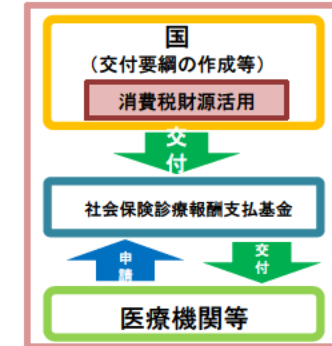 国
（交付要綱の作成等）
消費税財源活用
交付
社会保険診療報酬支払基金
申請
交付
医療機関等